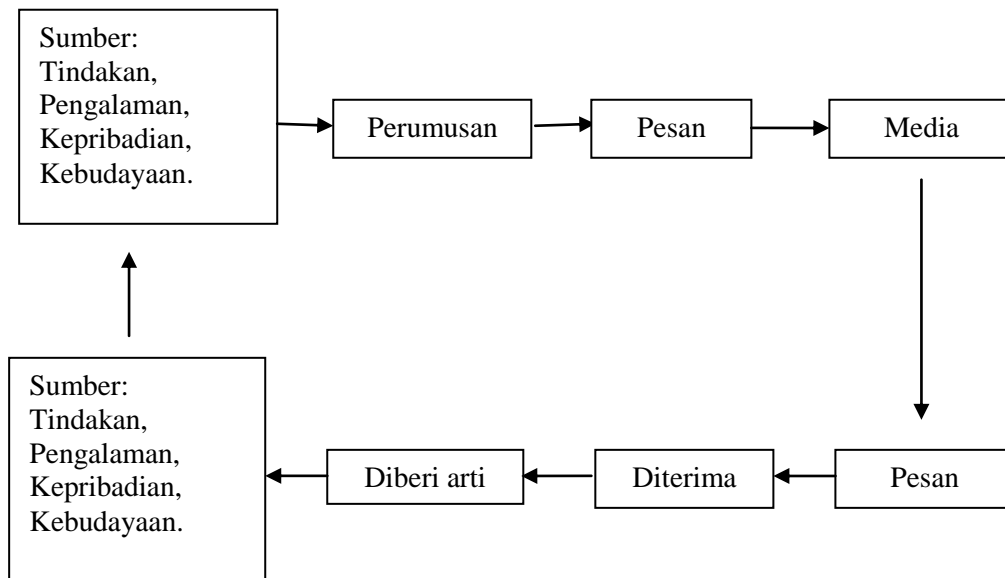 Sumber:
Tindakan,
Pengalaman,
Kepribadian,
Kebudayaan.
Perumusan
Pesan
Media
Sumber:
Tindakan,
Pengalaman,
Kepribadian,
Kebudayaan.
Diberi arti
Diterima
Pesan